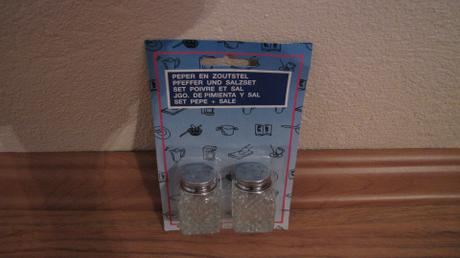 PEPER EN ZOUTSTEL
PFEFFER UND SALZSET
SET POIVRE ET SAL
JGO. DE PIMIENTA Y SAL
SET PEPE + SALE